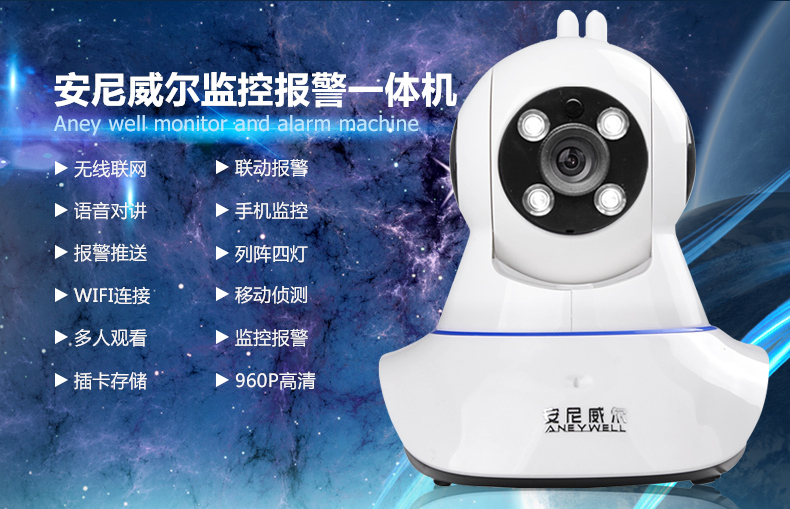 安尼威尔监控报警一体机
Aney well monitor and alarm machine
无线联网
联动报警
语音对讲
手机监控
报警推送
列阵四灯
WIFI连接
移动侦测
多人观看
监控报警
插卡存储
960P高清
安尼威尔
ANEYWELL